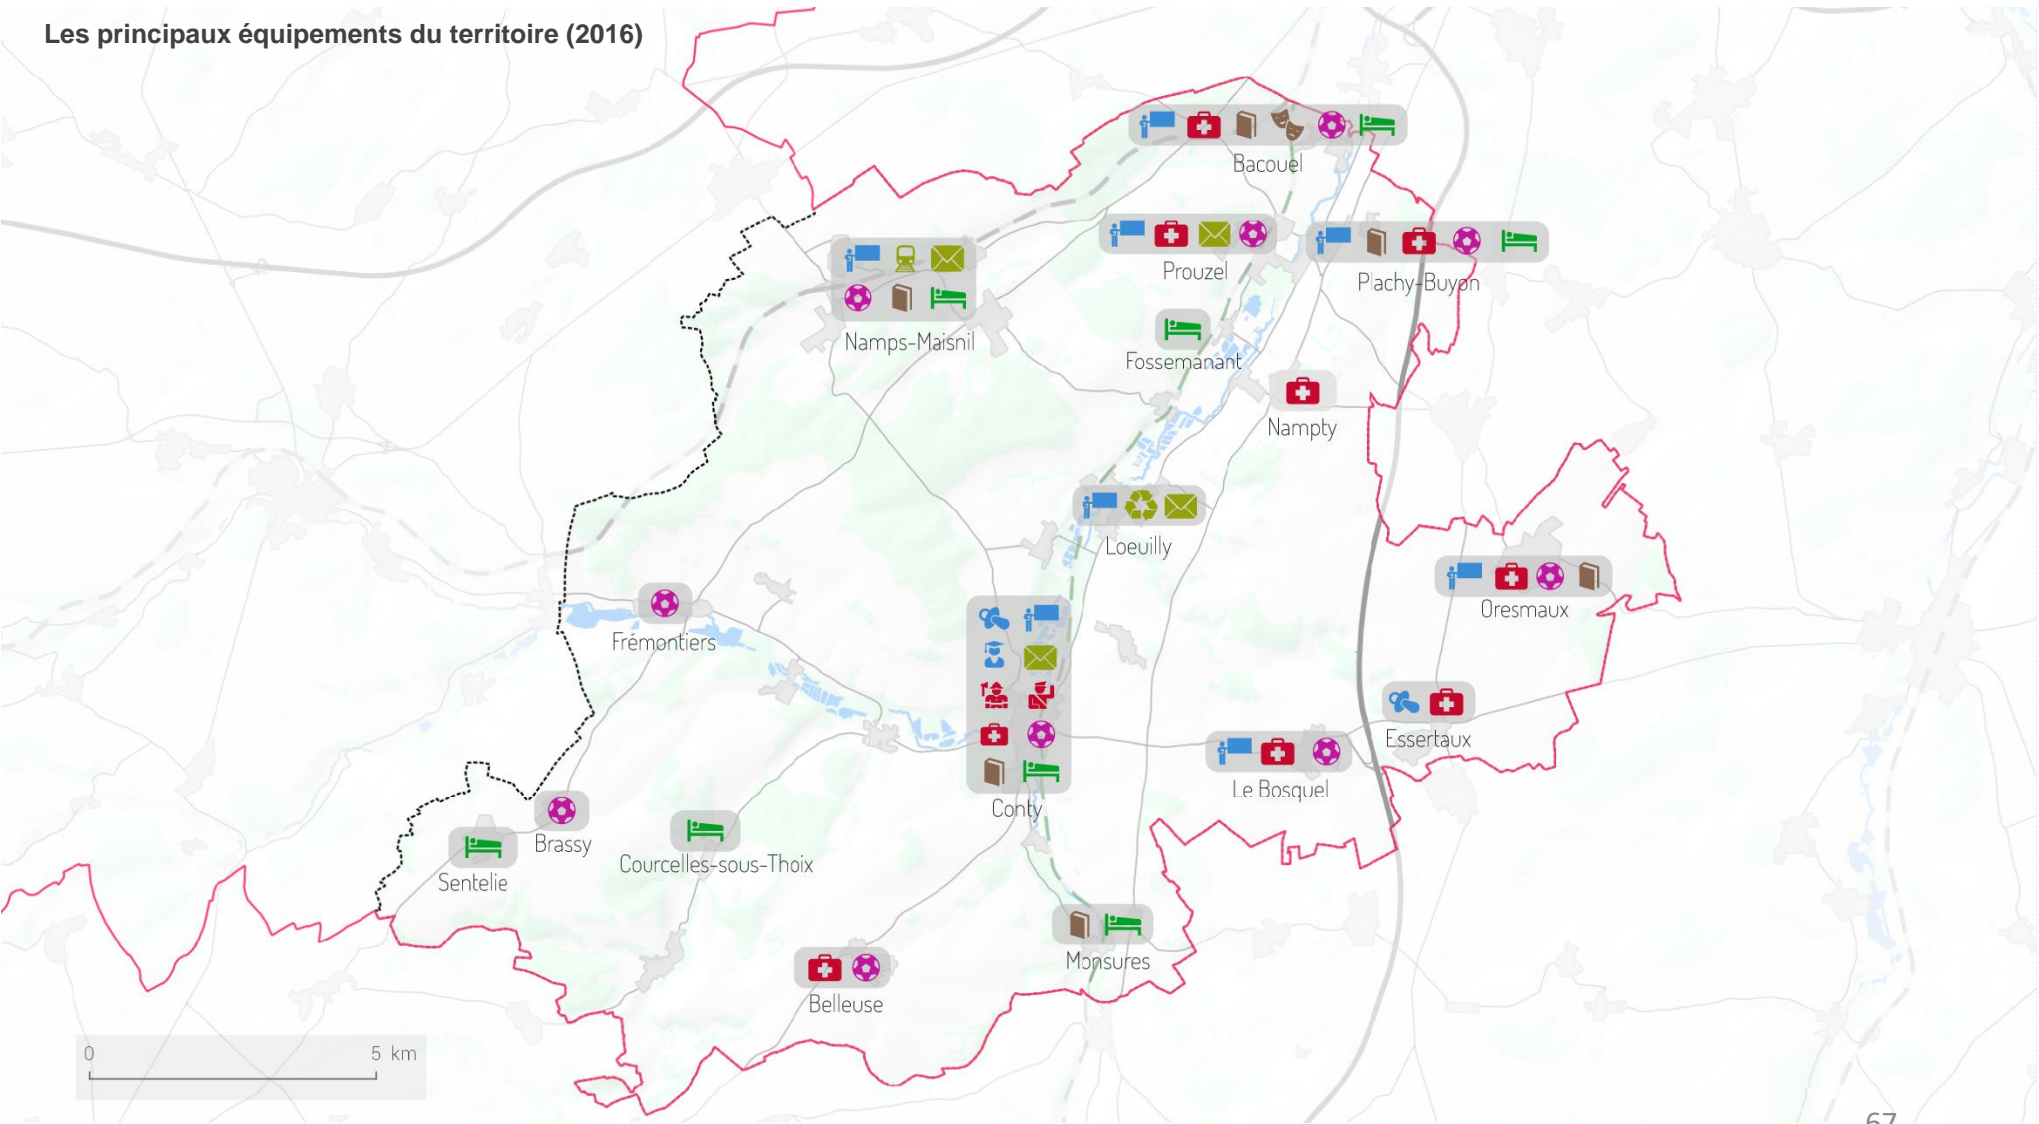 Les principaux équipements du territoire (2016)
Bacouel
Prouzel
Plachy-Buyon
Namps-Maisnil
Fossemanant
Nampty
Loeuilly
Oresmaux
Frémontiers
Essertaux
Le Bosquel
Conty
Brassy
Courcelles-sous-Thoix
Sentelie
Monsures
Belleuse
0 5 km
67